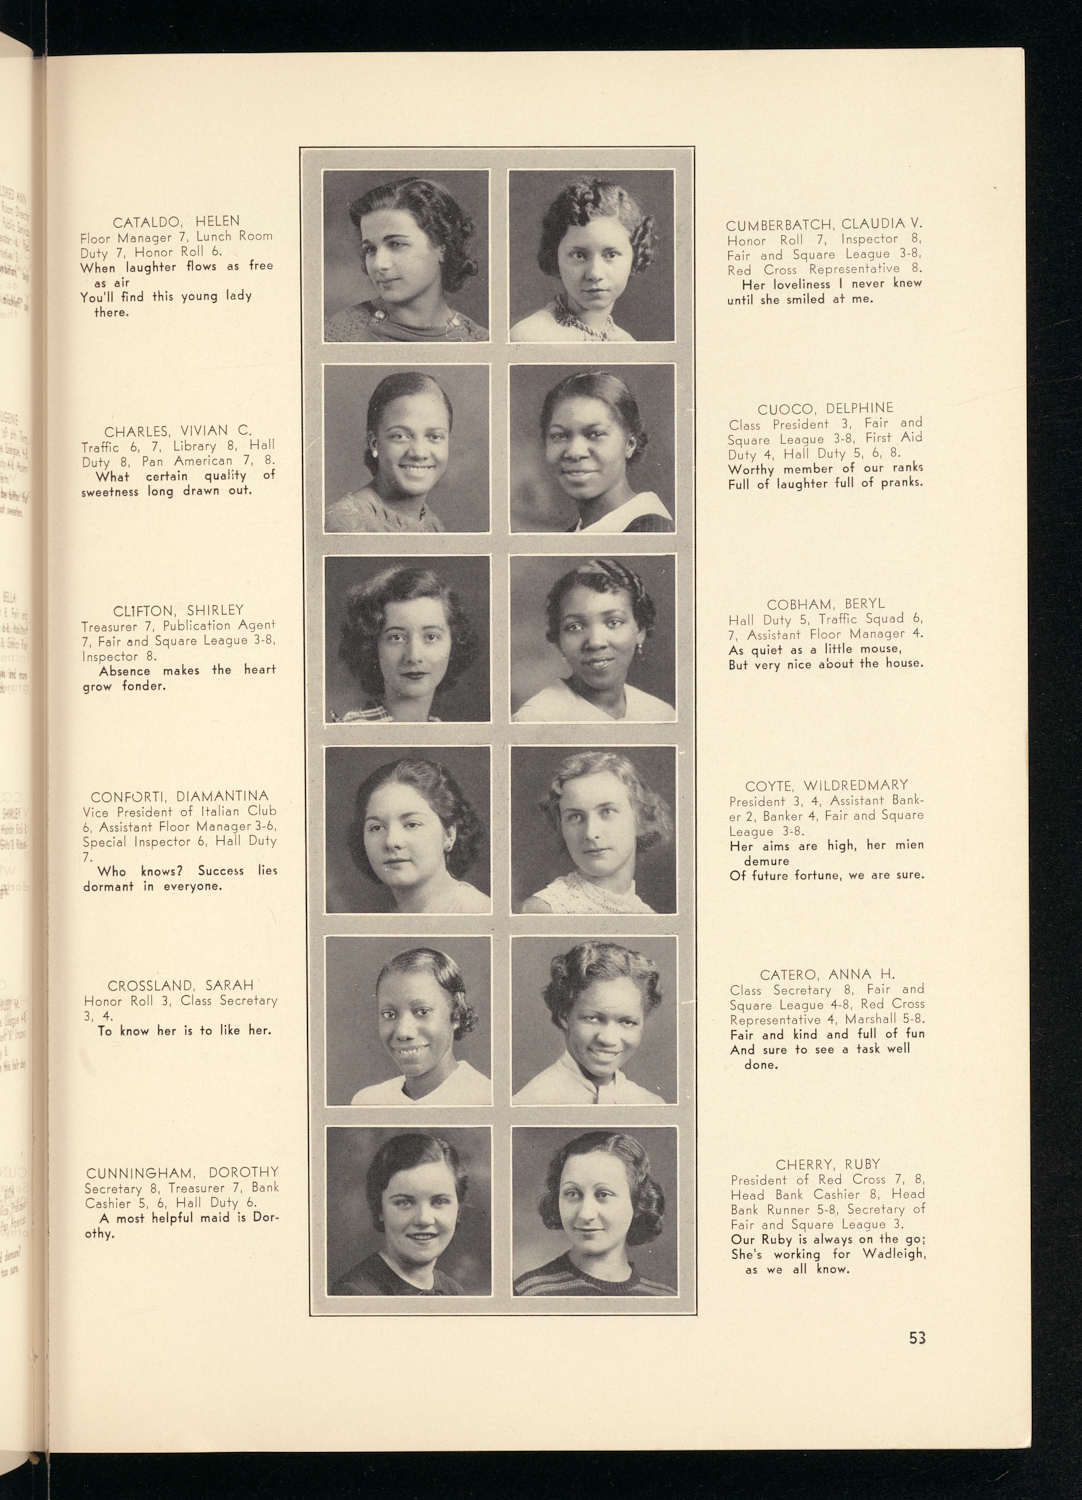 CATALDO, HELEN
Floor Manager 7, Lunch Room
Duty 7, Honor Roll 6.
When laughter flows as free
as air
You'll find this young lady
there.
CHARLES, VIVIAN C.
Traffic 6, 7, Library 8, Hall
Duty 8, Pan American 7, 8.
What certain quality of
sweetness long drawn out.
CLIFTON, SHIRLEY
Treasurer 7, Publication Agent
7, Fair and Square League 3-8,
Inspector 8.
Absence makes the heart
grow fonder.
CONFORTI, DIAMANTINA
Vice President of Italian Club
6, Assistant Floor Manager 3-6,
Special Inspector 6, Hall Duty
7.
Who knows? Success lies
dormant in everyone.
CROSSLAND, SARAH
Honor Roll 3, Class Secretary
3, 4.
To know her is to like her.
CUNNINGHAM, DOROTHY
Secretary 8, Treasurer 7, Bank
Cashier 5, 6, Hall Duty 6.
A most helpful maid is Dor-
othy.
CUMBERBATCH, CLAUDIA V.
Honor Roll 7, Inspector 8,
Fair and Square League 3-8,
Red Cross Representative 8.
Her loveliness I never knew
until she smiled at me.
CUOCO, DELPHINE
Class President 3, Fair and
Square League 3-8, First Aid
Duty 4, Hall Duty 5, 6, 8.
Worthy member of our ranks
Full of laughter full of pranks.
COBHAM, BERYL
Hall Duty 5, Traffic Squad 6,
7, Assistant Floor Manager 4.
As quiet as a little mouse,
But very nice about the house.
COYTE, WILDREDMARY
President 3, 4, Assistant Bank-
er 2, Banker 4, Fair and Square
League 3-8.
Her aims are high, her mien
demure
Of future fortune, we are sure.
CATERO, ANNA H.
Class Secretary 8, Fair and
Square League 4-8, Red Cross
Representative 4, Marshall 5-8.
Fair and kind and full of fun
And sure to see a task well
done.
CHERRY, RUBY
President of Red Cross 7, 8,
Head Bank Cashier 8, Head
Bank Runner 5-8, Secretary of
Fair and Square League 3.
Our Ruby is always on the go;
She's working for Wadleigh,
as we all know.
53